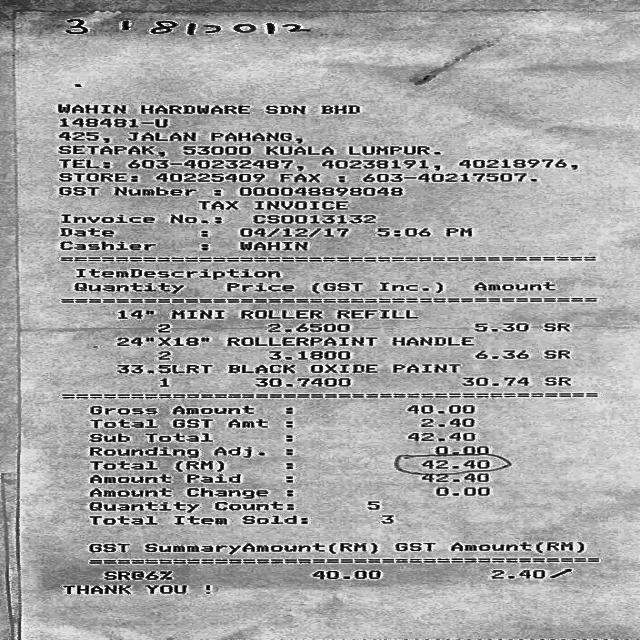 3 1 8/2012
WAHIN HARDWARE SDN BHD
148481-U
425, JALAN PAHANG,
SETAPAK, 53000 KUALA LUMPUR.
TEL: 603-40232487, 40238191, 40218976,
STORE: 40225409 FAX : 603-40217507.
GST Number : 000048898048
TAX INVOICE
Invoice No.: CS0013132
Date : 04/12/17 5:06 PM
Cashier : WAHIN
ItemDescription
Quantity Price (GST Inc.) Amount
14" MINI ROLLER REFILL
2 2.6500 5.30 SR
24"X18" ROLLERPAINT HANDLE
2 3.1800 6.36 SR
33.5LRT BLACK OXIDE PAINT
1 30.7400 30.74 SR
Gross Amount : 40.00
Total GST Amt : 2.40
Sub Total : 42.40
Rounding Adj. : 0.00
Total (RM) : 42.40
Amount Paid : 42.40
Amount Change : 0.00
Quantity Count: 5
Total Item Sold: 3
GST SummaryAmount(RM) GST Amount(RM)
SR@6% 40.00 2.40
THANK YOU !